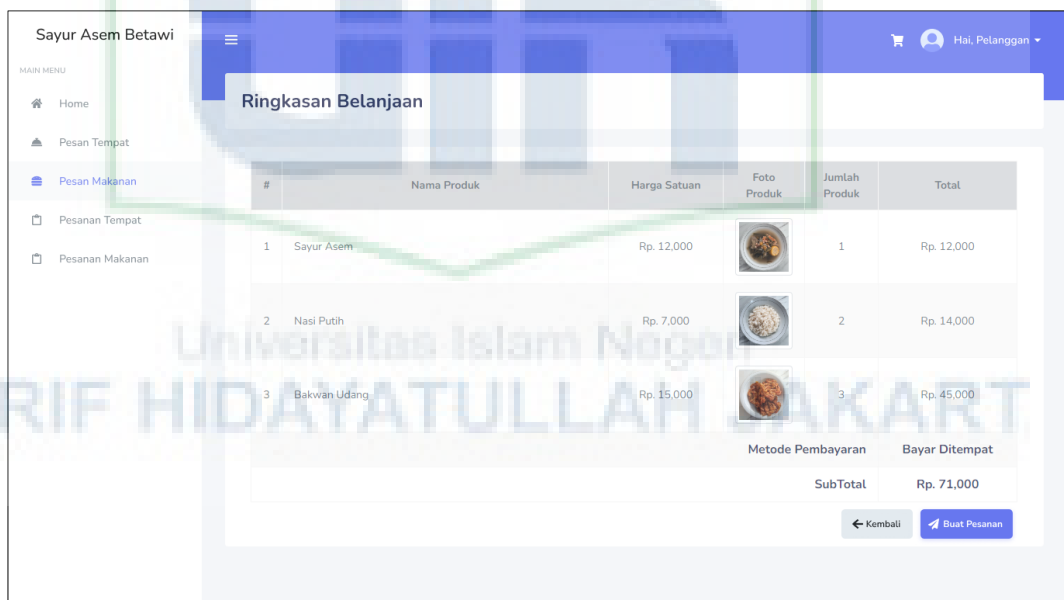 Sayur Asem Betawi
Hai, Pelanggan
MAIN MENU
Home
Pesan Tempat
Pesan Makanan
Pesanan Tempat
Pesanan Makanan
Ringkasan Belanjaan
# Nama Produk Harga Satuan Foto Produk Jumlah Produk Total
1 Sayur Asem Rp. 12,000 1 Rp. 12,000
2 Nasi Putih Rp. 7,000 2 Rp. 14,000
3 Bakwan Udang Rp. 15,000 3 Rp. 45,000
Metode Pembayaran Bayar Ditempat
SubTotal Rp. 71,000
Kembali Buat Pesanan
uin
Universitas Islam Negeri
RIF HIDAYATULLAH JAKART